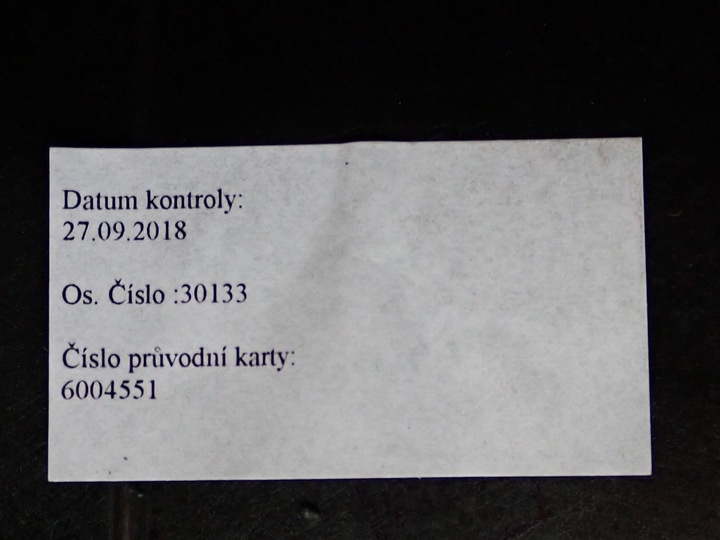 Datum kontroly:
27.09.2018
Os. Číslo :30133
Číslo průvodní karty:
6004551